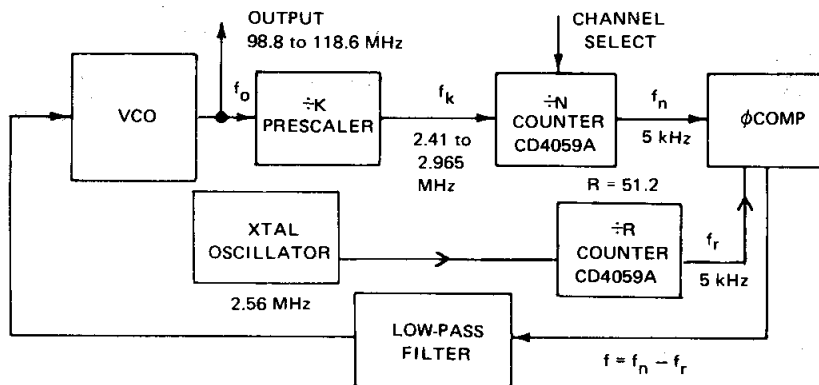 OUTPUT
98.8 to 118.6 MHz
CHANNEL
SELECT
VCO
fo
÷K
PRESCALER
fk
2.41 to
2.965
MHz
÷N
COUNTER
CD4059A
fn
5 kHz
ϕCOMP
R = 51.2
XTAL
OSCILLATOR
2.56 MHz
÷R
COUNTER
CD4059A
fr
5 kHz
LOW-PASS
FILTER
f = fn – fr